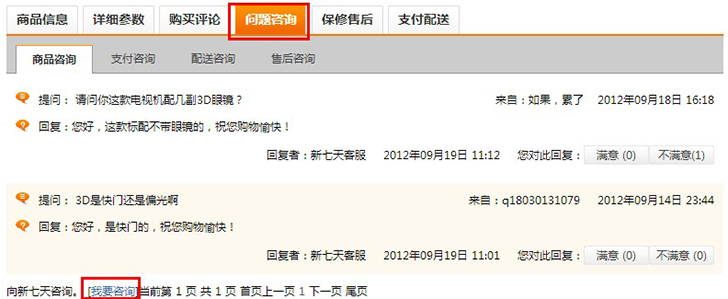 商品信息 详细参数 购买评论 问题咨询 保修售后 支付配送
商品咨询 支付咨询 配送咨询 售后咨询
提问： 请问你这款电视机配几副3D眼镜？ 来自：如果，累了 2012年09月18日 16:18
回复：您好，这款标配不带眼镜的，祝您购物愉快！
回复者：新七天客服 2012年09月19日 11:12 您对此回复： 满意 (0) 不满意(1)
提问： 3D是快门还是偏光啊 来自：q18030131079 2012年09月14日 23:44
回复：您好，是快门的，祝您购物愉快！
回复者：新七天客服 2012年09月19日 11:01 您对此回复： 满意 (0) 不满意 (0)
向新七天咨询。[我要咨询]当前第 1 页 共 1 页 首页上一页 1 下一页 尾页